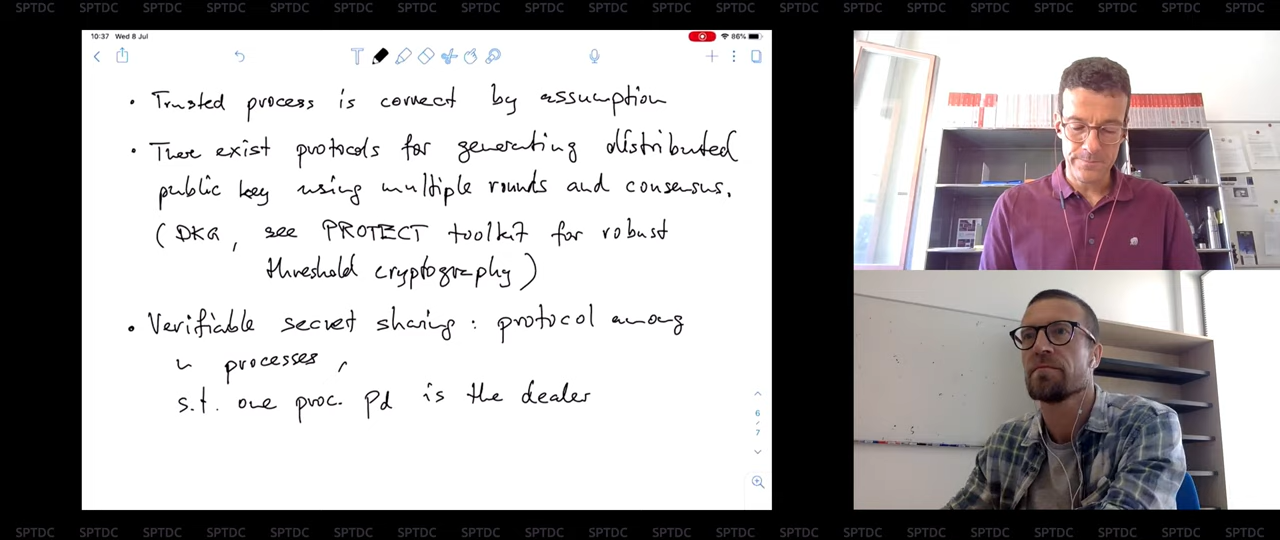 SPTDC SPTDC SPTDC SPTDC SPTDC SPTDC SPTDC SPTDC SPTDC SPTDC SPTDC SPTDC SPTDC SPTDC SPTDC SPTDC SPTDC SPTDC SPTDC SPTDC
10:37 Wed 8 Jul 86%
T
• Trusted process is correct by assumption
• There exist protocols for generating distributed
public key using multiple rounds and consensus.
(DKG, see PROTECT toolkit for robust
threshold cryptography)
• Verifiable secret sharing: protocol among
n processes,
s.t. one proc. Pd is the dealer
6
/
7
SPTDC SPTDC SPTDC SPTDC SPTDC SPTDC SPTDC SPTDC SPTDC SPTDC SPTDC SPTDC SPTDC SPTDC SPTDC SPTDC SPTDC SPTDC SPTDC SPTDC